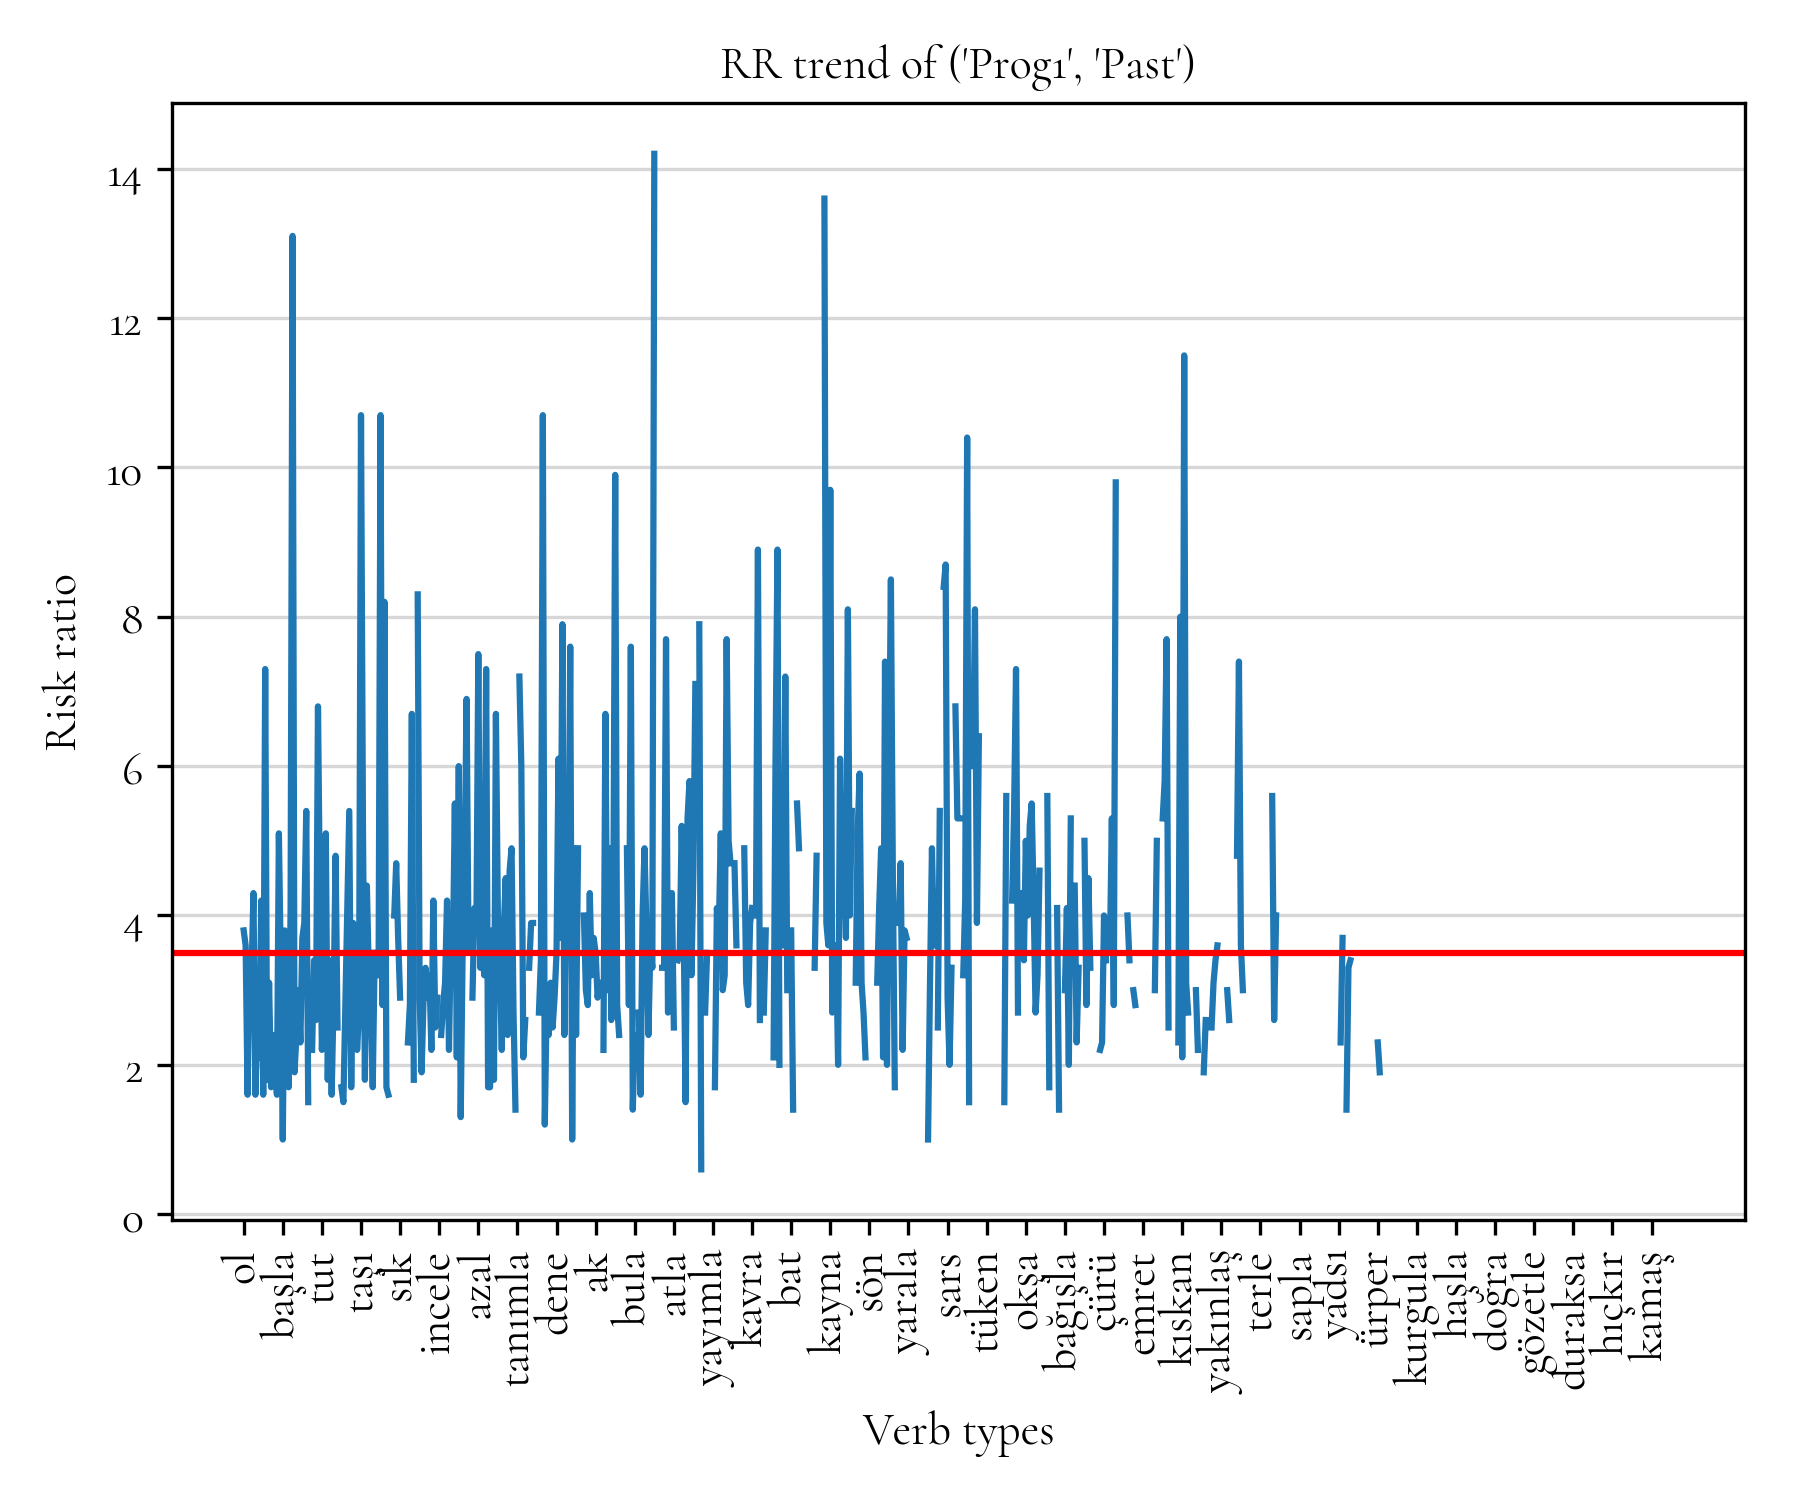 RR trend of ('Prog1', 'Past')
14
12
10
8
6
4
2
0
Risk ratio
ol
başla
tut
taşı
sık
incele
azal
tanımla
dene
ak
bula
atla
yayımla
kavra
bat
kayna
sön
yarala
sars
tüken
okşa
bağışla
çürü
emret
kıskan
yakınlaş
terle
sapla
yadsı
ürper
kurgula
haşla
doğra
gözetle
duraksa
hıçkır
kamaş
Verb types